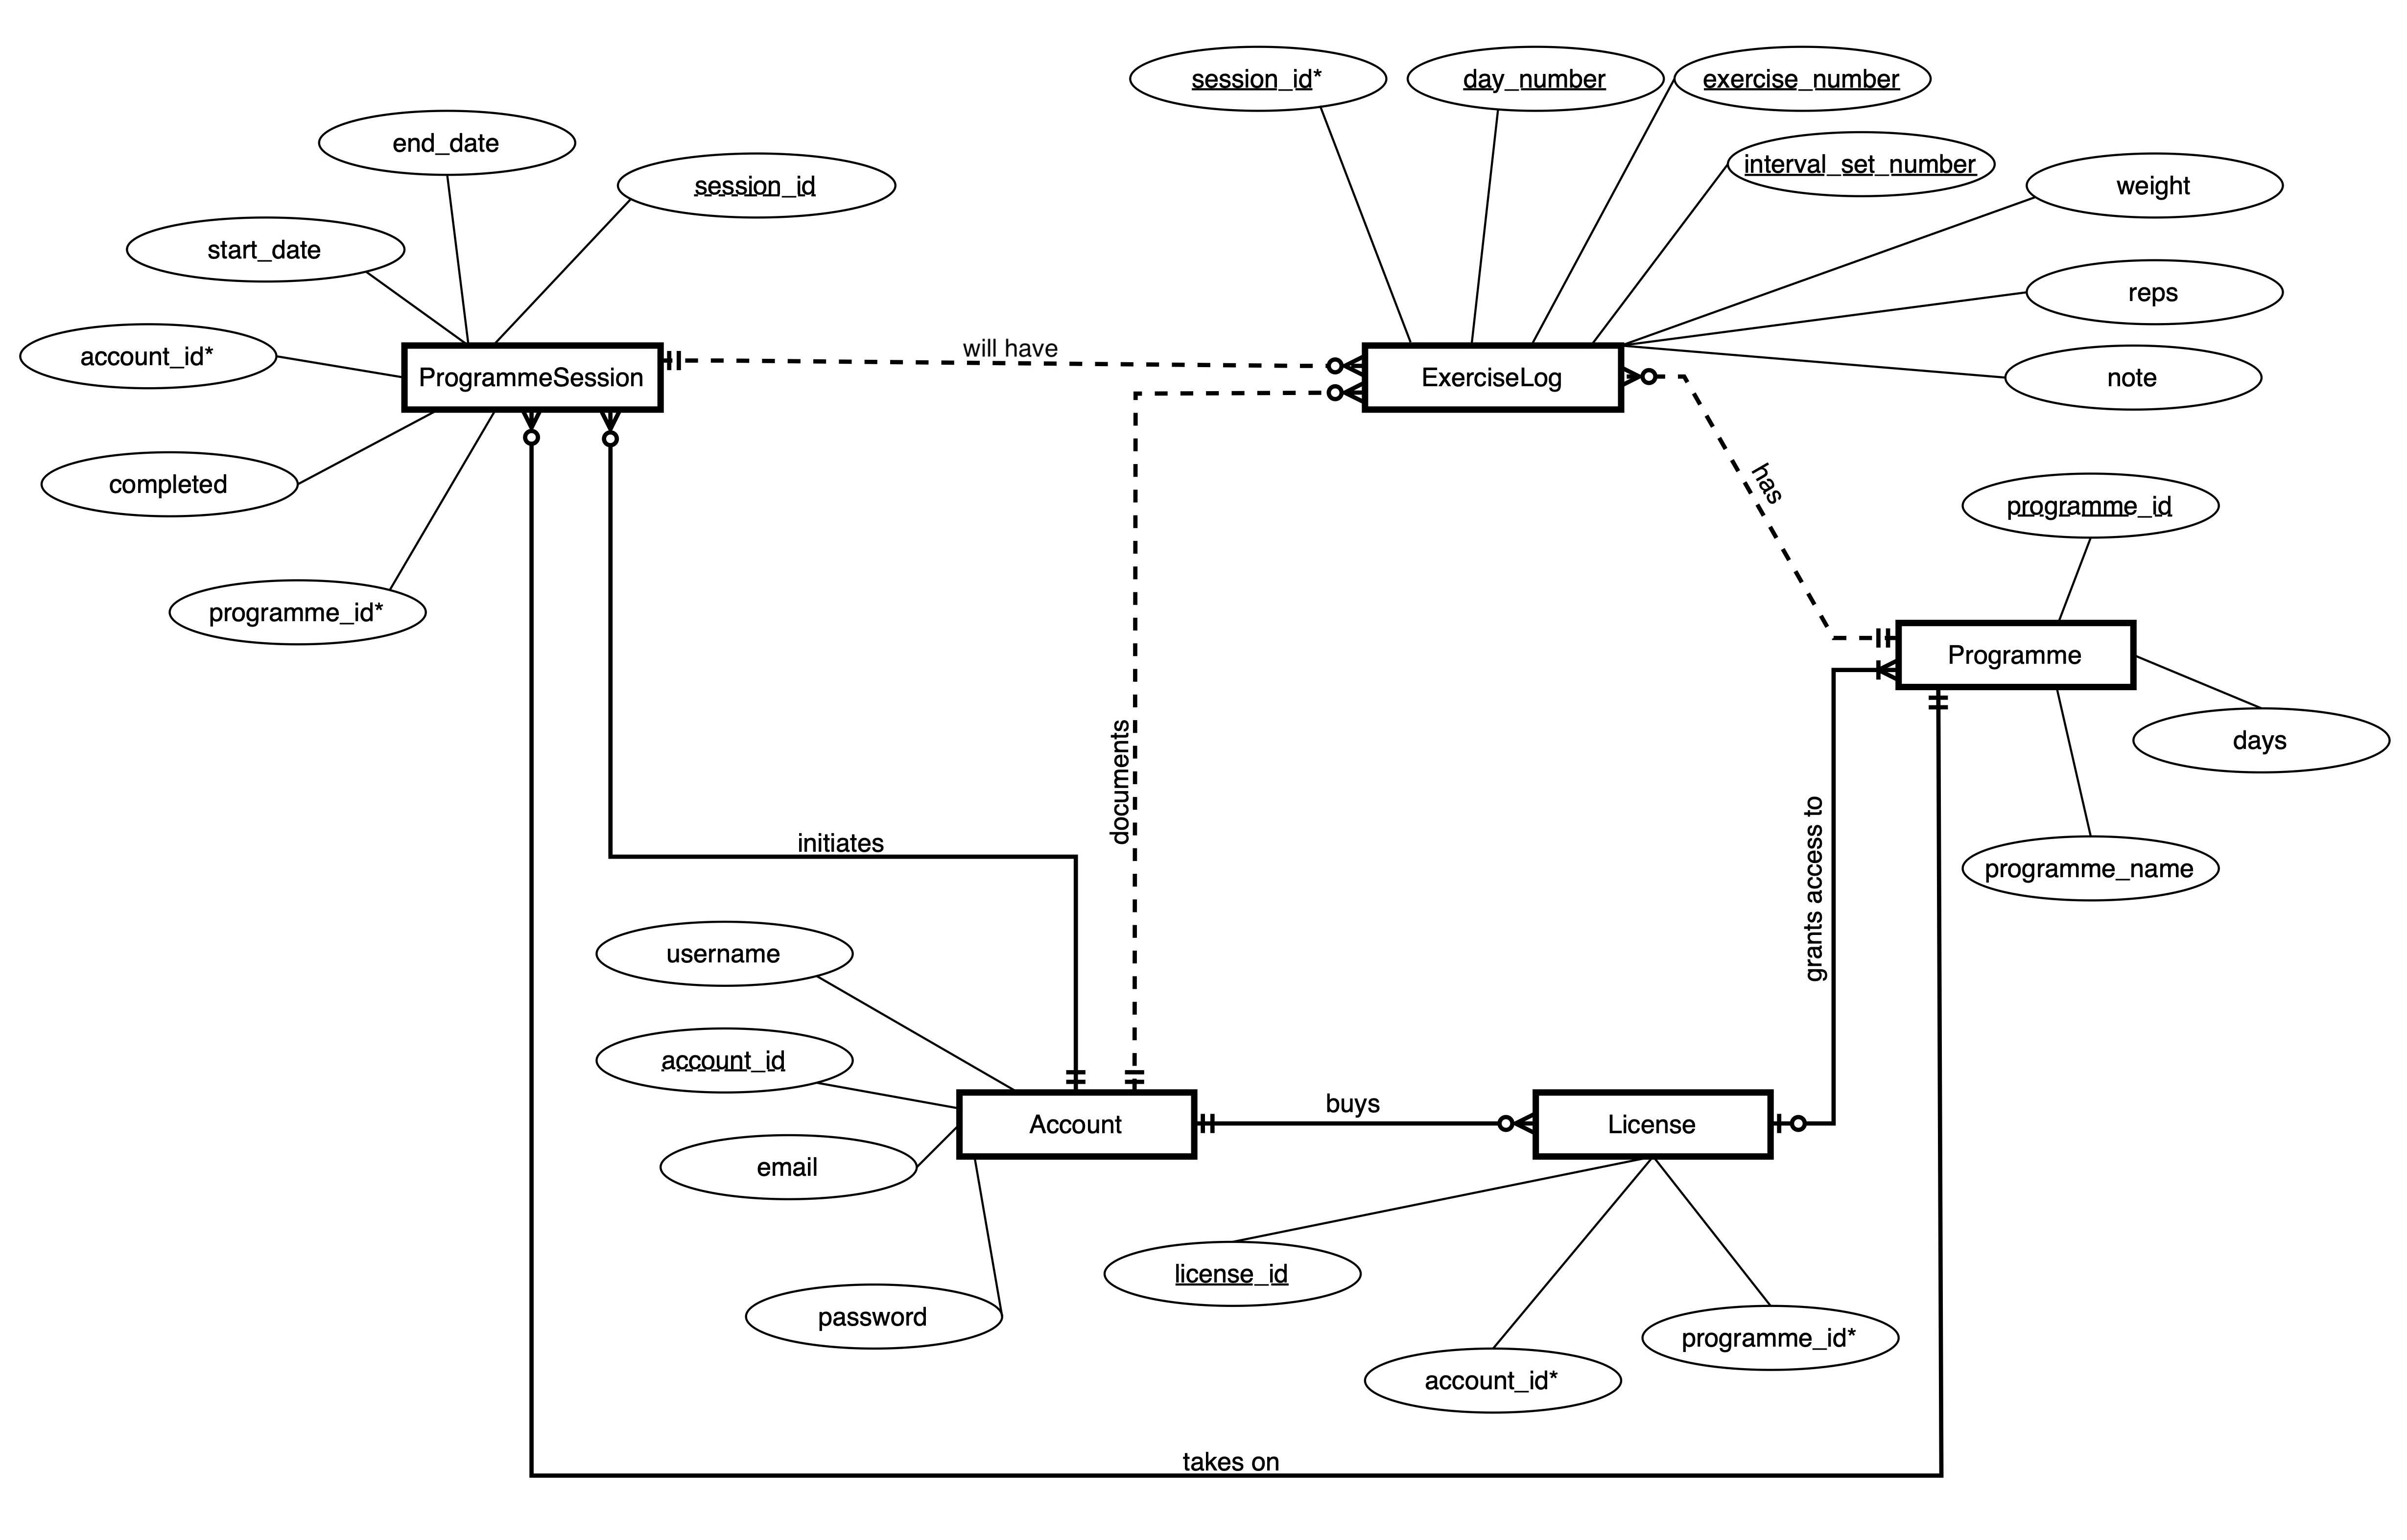 session_id*
day_number
exercise_number
end_date
interval_set_number
session_id
weight
start_date
reps
will have
account_id*
ProgrammeSession
ExerciseLog
note
completed
has
programme_id
programme_id*
Programme
days
documents
initiates
programme_name
grants access to
username
account_id
buys
Account
License
email
license_id
password
programme_id*
account_id*
takes on